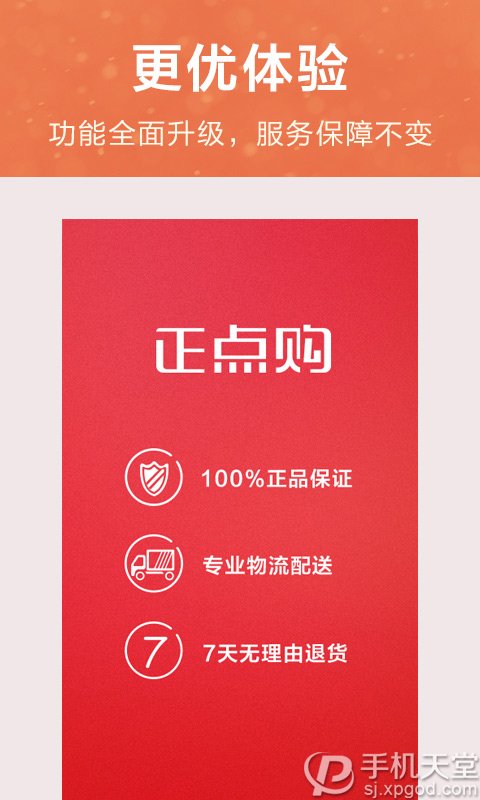 更优体验
功能全面升级，服务保障不变
正点购
100%正品保证
专业物流配送
7
7天无理由退货
手机天堂
sj.xpgod.com